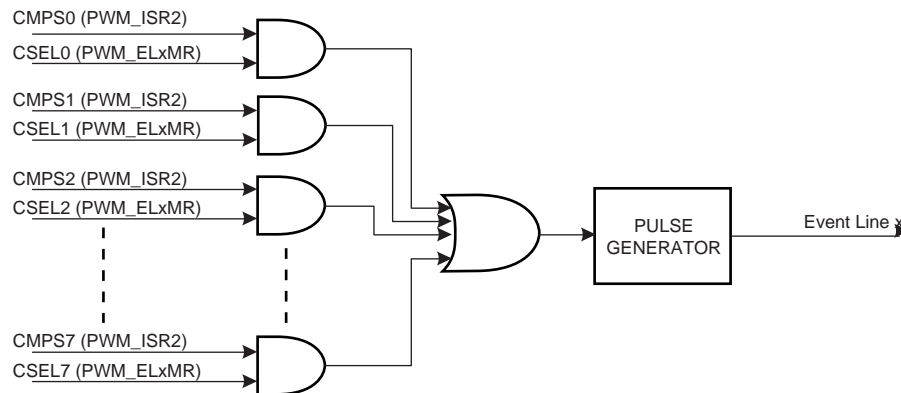 CMPS0 (PWM_ISR2)
CSEL0 (PWM_ELxMR)
CMPS1 (PWM_ISR2)
CSEL1 (PWM_ELxMR)
CMPS2 (PWM_ISR2)
CSEL2 (PWM_ELxMR)
CMPS7 (PWM_ISR2)
CSEL7 (PWM_ELxMR)
PULSE
GENERATOR
Event Line x